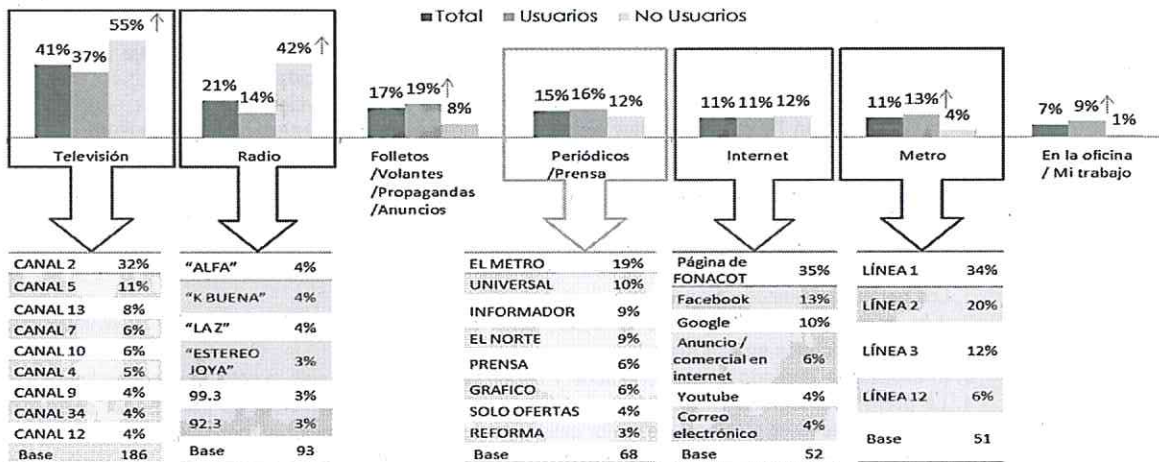 Total Usuarios No Usuarios
41% 37% 55% ↑
Televisión
21% 14% 42% ↑
Radio
17% 19% ↑ 8%
Folletos
/Volantes
/Propagandas
/Anuncios
15% 16% 12%
Periódicos
/Prensa
11% 11% 12%
Internet
11% 13% ↑ 4%
Metro
7% 9% ↑ 1%
En la oficina
/ Mi trabajo
CANAL 2 32%
CANAL 5 11%
CANAL 13 8%
CANAL 7 6%
CANAL 10 6%
CANAL 4 5%
CANAL 9 4%
CANAL 34 4%
CANAL 12 4%
Base 186
"ALFA" 4%
"K BUENA" 4%
"LA Z" 4%
"ESTEREO
JOYA" 3%
99.3 3%
92.3 3%
Base 93
EL METRO 19%
UNIVERSAL 10%
INFORMADOR 9%
EL NORTE 9%
PRENSA 6%
GRAFICO 6%
SOLO OFERTAS 4%
REFORMA 3%
Base 68
Página de
FONACOT 35%
Facebook 13%
Google 10%
Anuncio /
comercial en 6%
internet
Youtube 4%
Correo
electrónico 4%
Base 52
LÍNEA 1 34%
LÍNEA 2 20%
LÍNEA 3 12%
LÍNEA 12 6%
Base 51